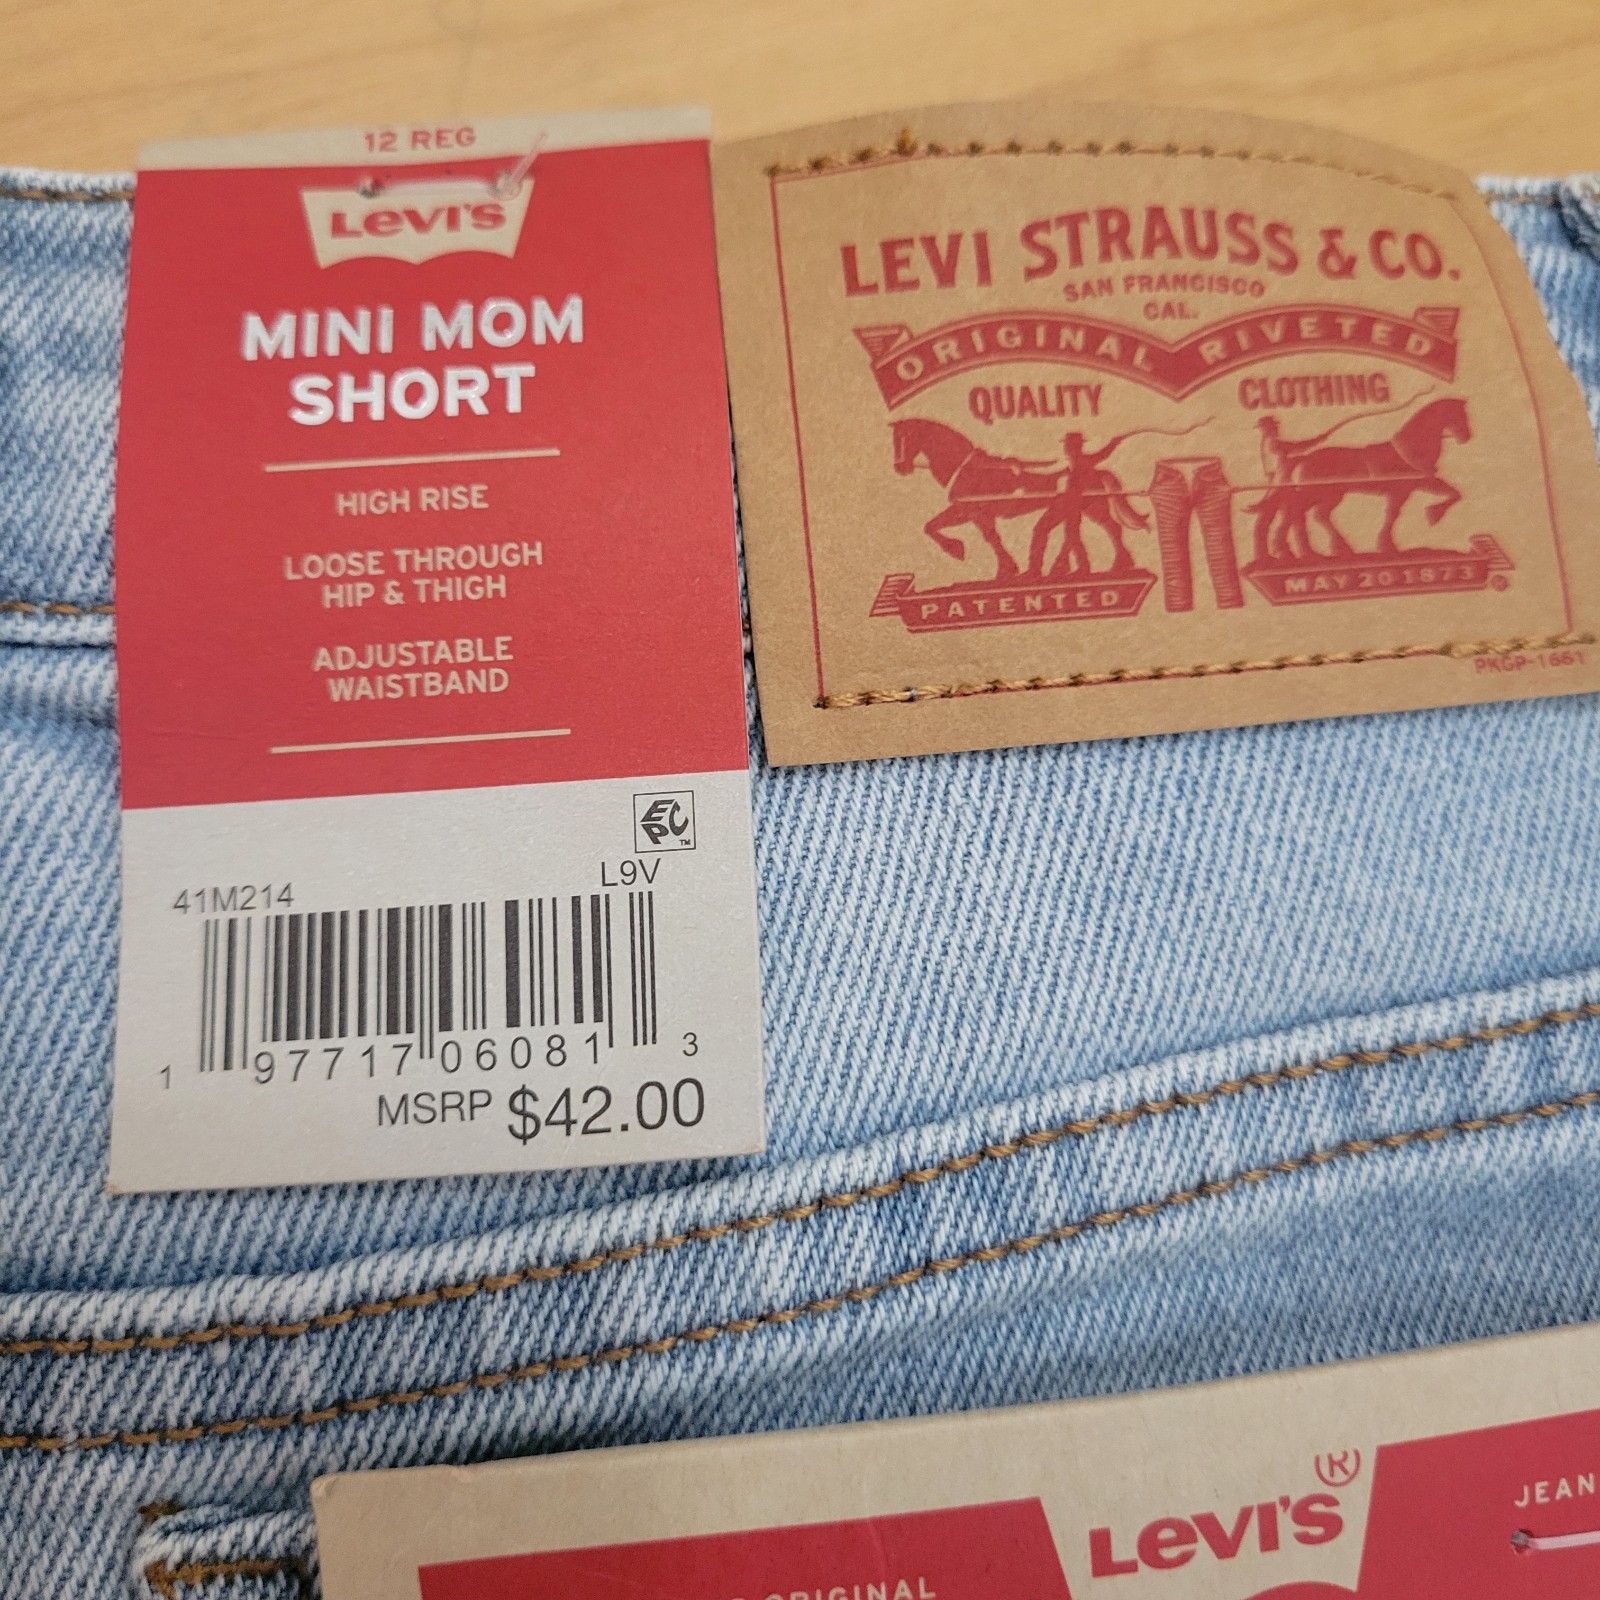 12 REG
LEVI'S
MINI MOM
SHORT
HIGH RISE
LOOSE THROUGH
HIP & THIGH
ADJUSTABLE
WAISTBAND
EPC™
L9V
41M214
1 97717 06081 3
MSRP $42.00
LEVI STRAUSS & CO.
SAN FRANCISCO
CAL.
ORIGINAL RIVETED
QUALITY CLOTHING
PATENTED MAY 20 1873 ®
PKGP-1661
LEVI'S®
JEAN
ORIGINAL